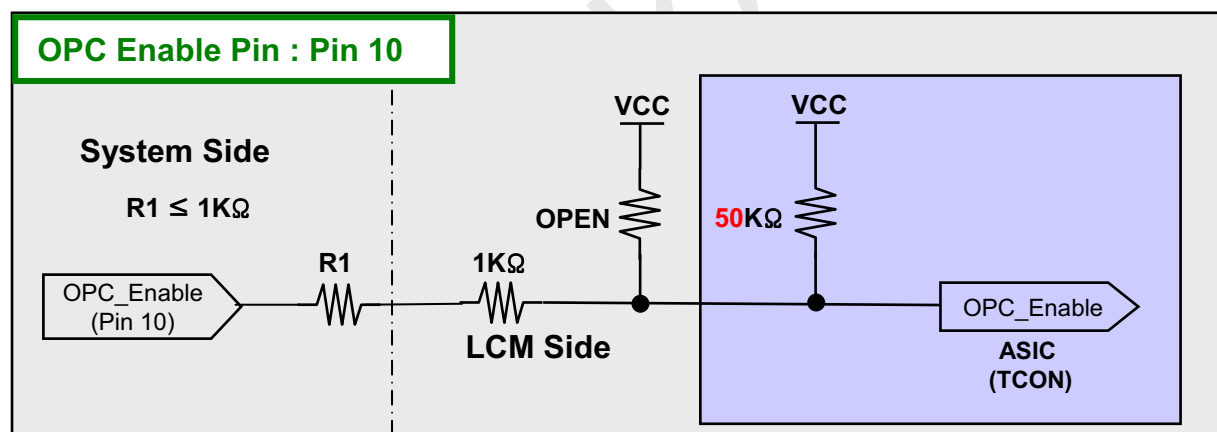 OPC Enable Pin : Pin 10
VCC
VCC
System Side
R1 ≤ 1KΩ
OPEN
50KΩ
R1
1KΩ
OPC_Enable
(Pin 10)
OPC_Enable
LCM Side
ASIC
(TCON)